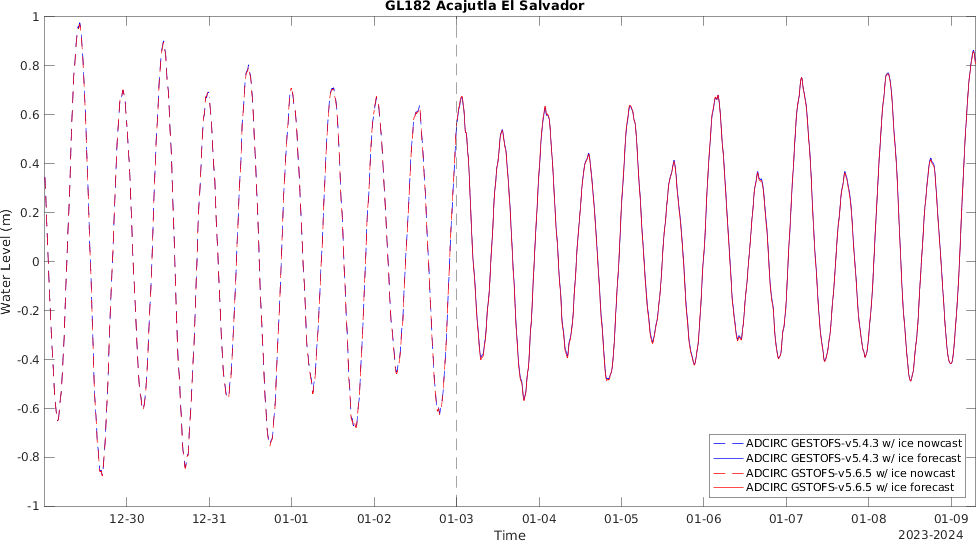 GL182 Acajutla El Salvador
Water Level (m)
1
0.8
0.6
0.4
0.2
0
-0.2
-0.4
-0.6
-0.8
-1
12-30 12-31 01-01 01-02 01-03 01-04 01-05 01-06 01-07 01-08 01-09
Time
2023-2024
ADCIRC GESTOFS-v5.4.3 w/ ice nowcast
ADCIRC GESTOFS-v5.4.3 w/ ice forecast
ADCIRC GSTOFS-v5.6.5 w/ ice nowcast
ADCIRC GSTOFS-v5.6.5 w/ ice forecast